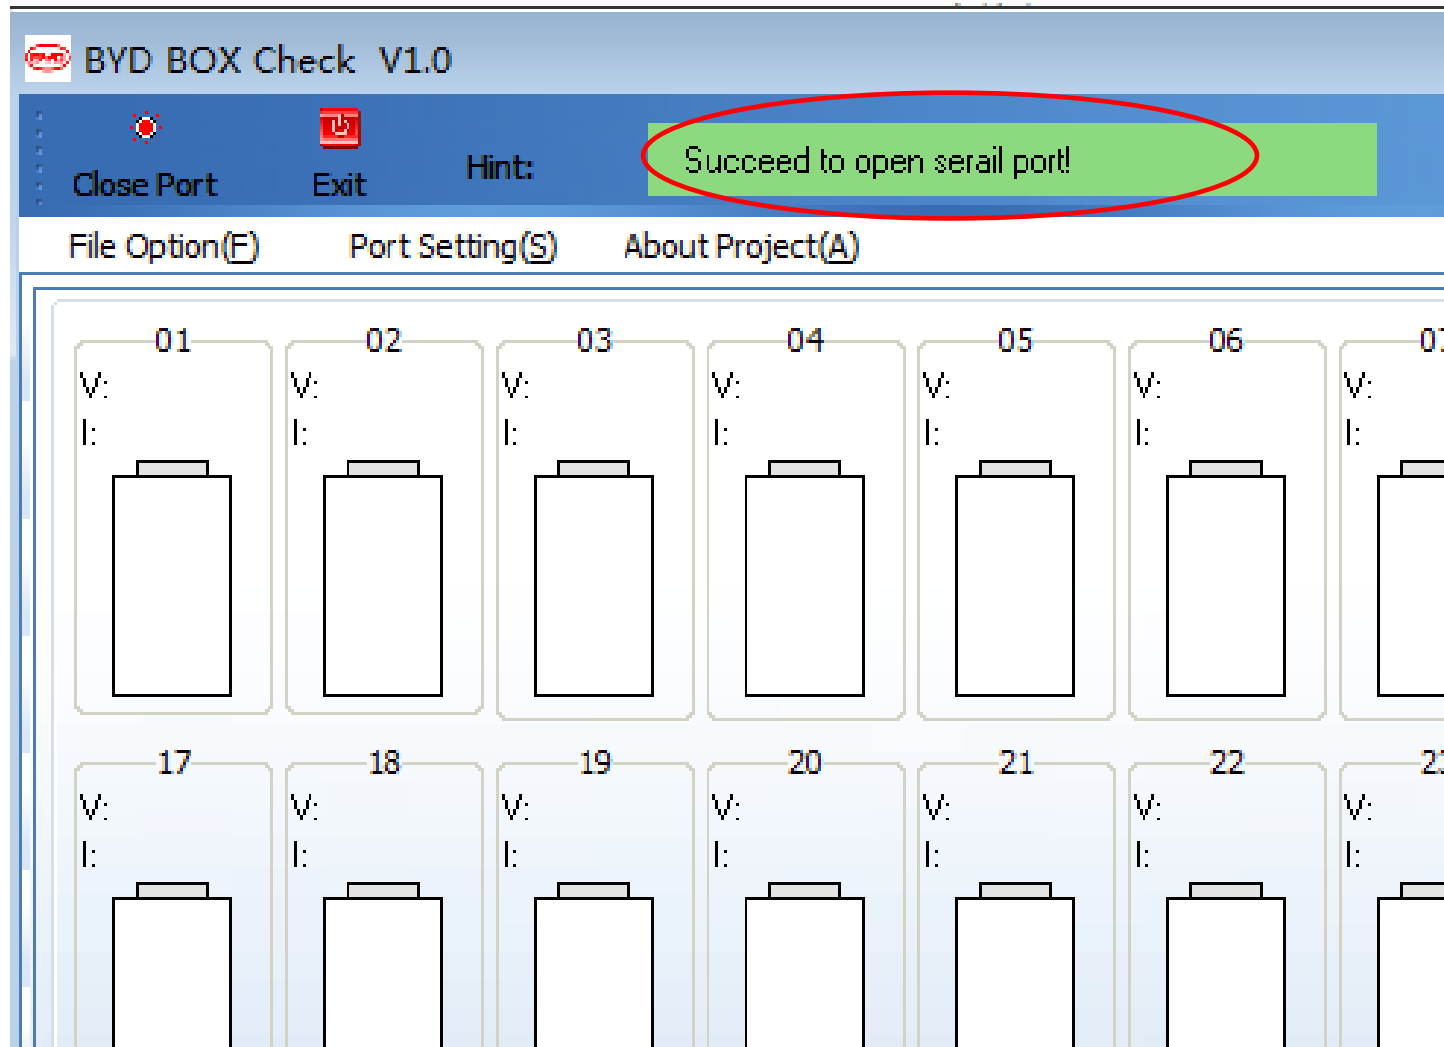 BYD BOX Check V1.0
Close Port Exit Hint: Succeed to open serail port!
File Option(F) Port Setting(S) About Project(A)
01 02 03 04 05 06
V: V: V: V: V: V: V:
I: I: I: I: I: I: I:
17 18 19 20 21 22
V: V: V: V: V: V: V:
I: I: I: I: I: I: I: